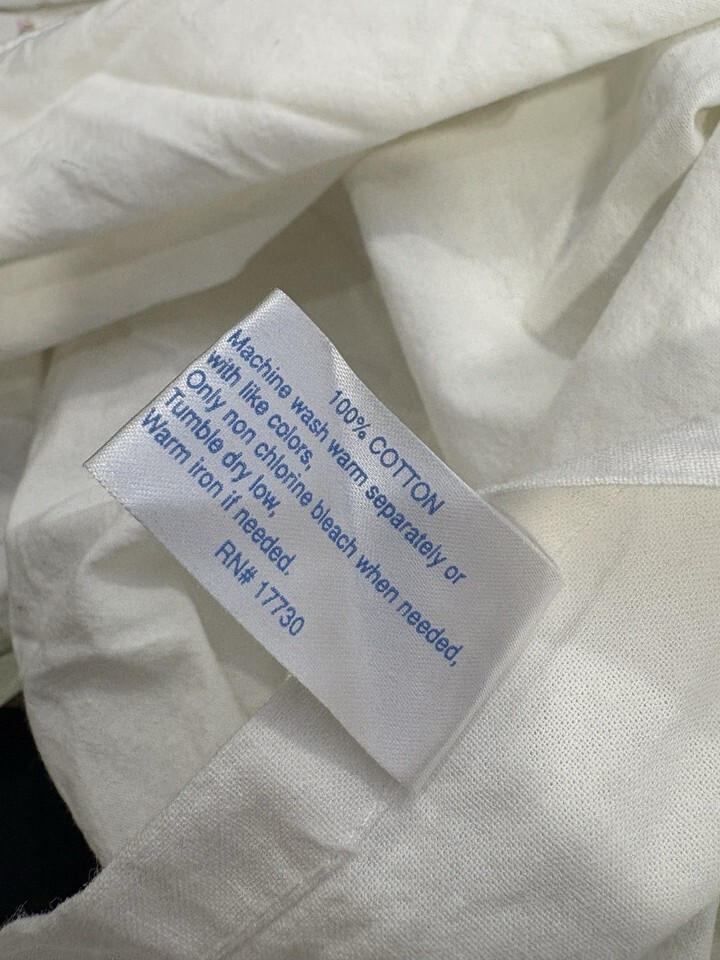 100% COTTON
Machine wash warm separately or
with like colors,
Only non chlorine bleach when needed,
Tumble dry low,
Warm iron if needed.
RN# 17730